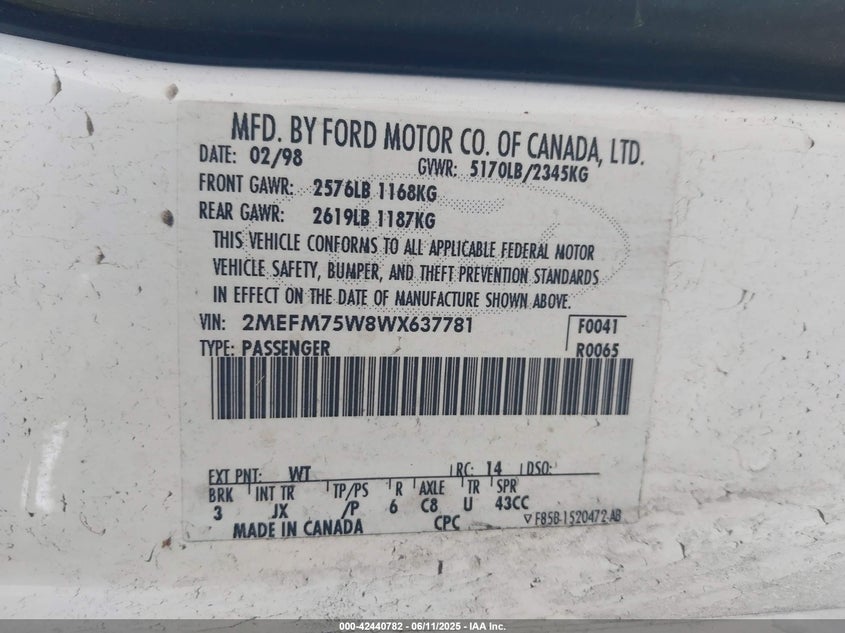 MFD. BY FORD MOTOR CO. OF CANADA, LTD.
DATE: 02/98 GVWR: 5170LB/2345KG
FRONT GAWR: 2576LB 1168KG
REAR GAWR: 2619LB 1187KG
THIS VEHICLE CONFORMS TO ALL APPLICABLE FEDERAL MOTOR
VEHICLE SAFETY, BUMPER, AND THEFT PREVENTION STANDARDS
IN EFFECT ON THE DATE OF MANUFACTURE SHOWN ABOVE.
VIN: 2MEFM75W8WX637781 F0041
TYPE: PASSENGER R0065
EXT PNT: WT RC: 14 DSO:
BRK INT TR TP/PS R AXLE TR SPR
3 JX /P 6 C8 U 43CC
MADE IN CANADA CPC F85B-1520472-AB
000-42440782 - 06/11/2025 - IAA Inc.